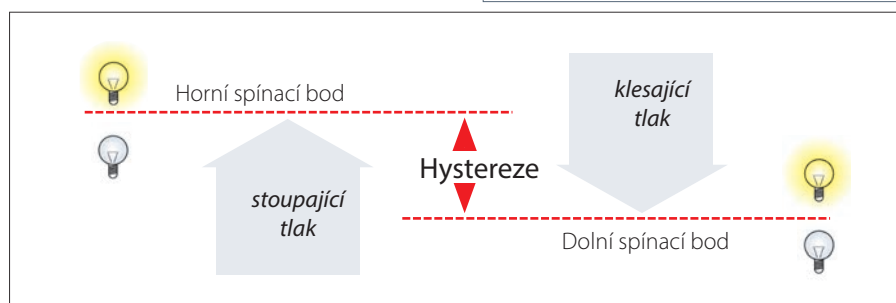 Horní spínací bod
klesající
tlak
Hystereze
stoupající
tlak
Dolní spínací bod